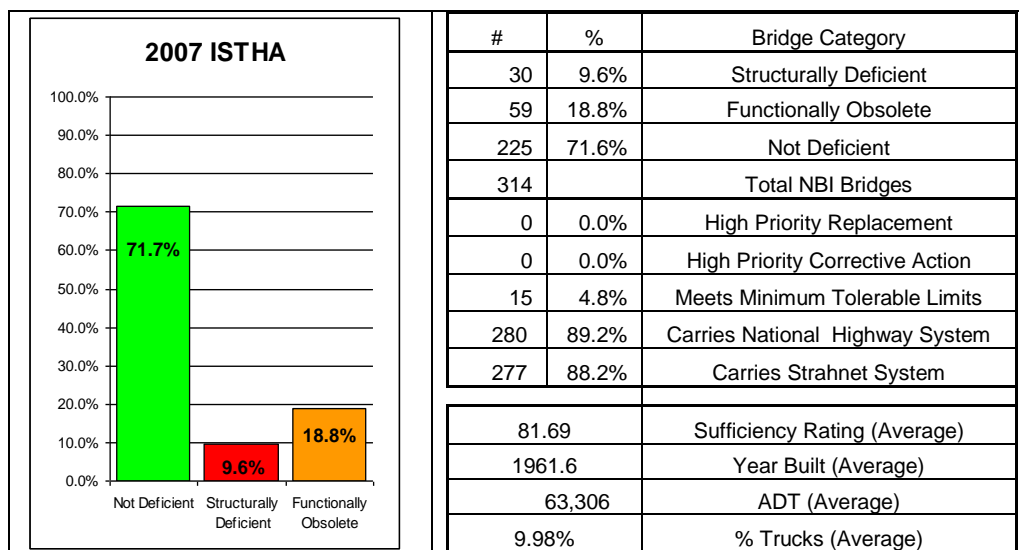 2007 ISTHA
100.0%
90.0%
80.0%
70.0%
60.0%
50.0%
40.0%
30.0%
20.0%
10.0%
0.0%
71.7%
9.6%
18.8%
Not Deficient Structurally Functionally
Deficient Obsolete
# % Bridge Category
30 9.6% Structurally Deficient
59 18.8% Functionally Obsolete
225 71.6% Not Deficient
314 Total NBI Bridges
0 0.0% High Priority Replacement
0 0.0% High Priority Corrective Action
15 4.8% Meets Minimum Tolerable Limits
280 89.2% Carries National Highway System
277 88.2% Carries Strahnet System
81.69 Sufficiency Rating (Average)
1961.6 Year Built (Average)
63,306 ADT (Average)
9.98% % Trucks (Average)